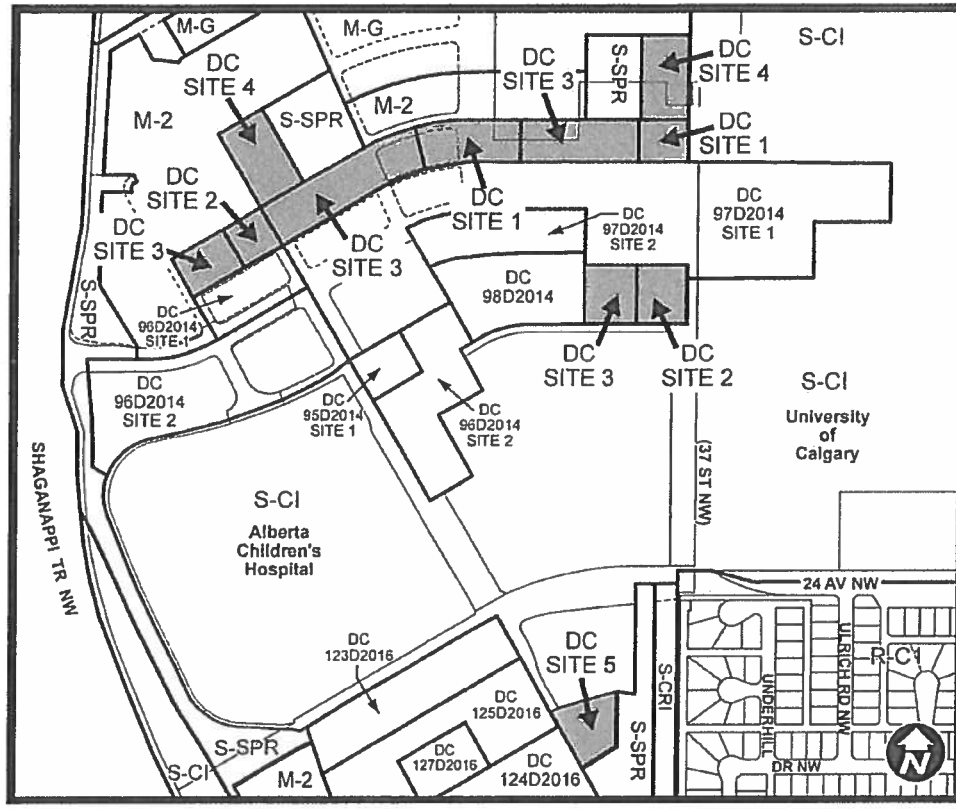 M-G
M-G
S-CI
DC
SITE 4
DC
SITE 3
S-SPR
DC
SITE 4
M-2
S-SPR
M-2
DC
SITE 1
DC
SITE 2
DC
SITE 3
DC
SITE 3
DC
SITE 1
DC
97D2014
SITE 2
DC
97D2014
SITE 1
S-SPR
DC
96D2014
SITE 1
DC
98D2014
DC
SITE 3
DC
SITE 2
DC
96D2014
SITE 2
DC
95D2014
SITE 1
DC
96D2014
SITE 2
S-CI
University
of
Calgary
(37 ST NW)
SHAGANAPPI TR NW
S-CI
Alberta
Children's
Hospital
24 AV NW
DC
123D2016
DC
SITE 5
S-CRI
UNDERHILL
DR NW
ULRICH RD NW
R-C1
DC
125D2016
S-SPR
S-SPR
S-CI
M-2
DC
127D2016
DC
124D2016
N